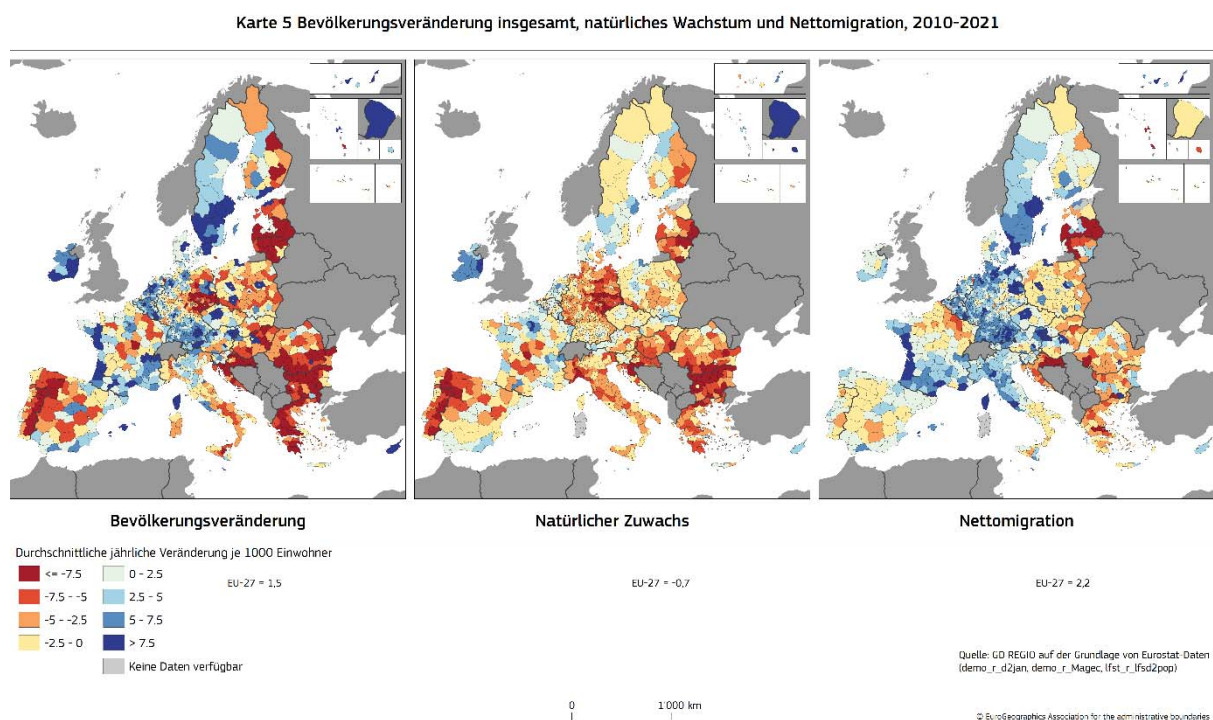 Karte 5 Bevölkerungsveränderung insgesamt, natürliches Wachstum und Nettomigration, 2010-2021
Bevölkerungsveränderung
Natürlicher Zuwachs
Nettomigration
Durchschnittliche jährliche Veränderung je 1000 Einwohner
<= -7.5
0 - 2.5
-7.5 - -5
2.5 - 5
-5 - -2.5
5 - 7.5
-2.5 - 0
> 7.5
Keine Daten verfügbar
EU-27 = 1,5
EU-27 = -0,7
EU-27 = 2,2
Quelle: GD REGIO auf der Grundlage von Eurostat-Daten
(demo_r_d2jan, demo_r_Magec, lfst_r_lfsd2pop)
0 1'000 km
© EuroGeographics Association for the administrative boundaries